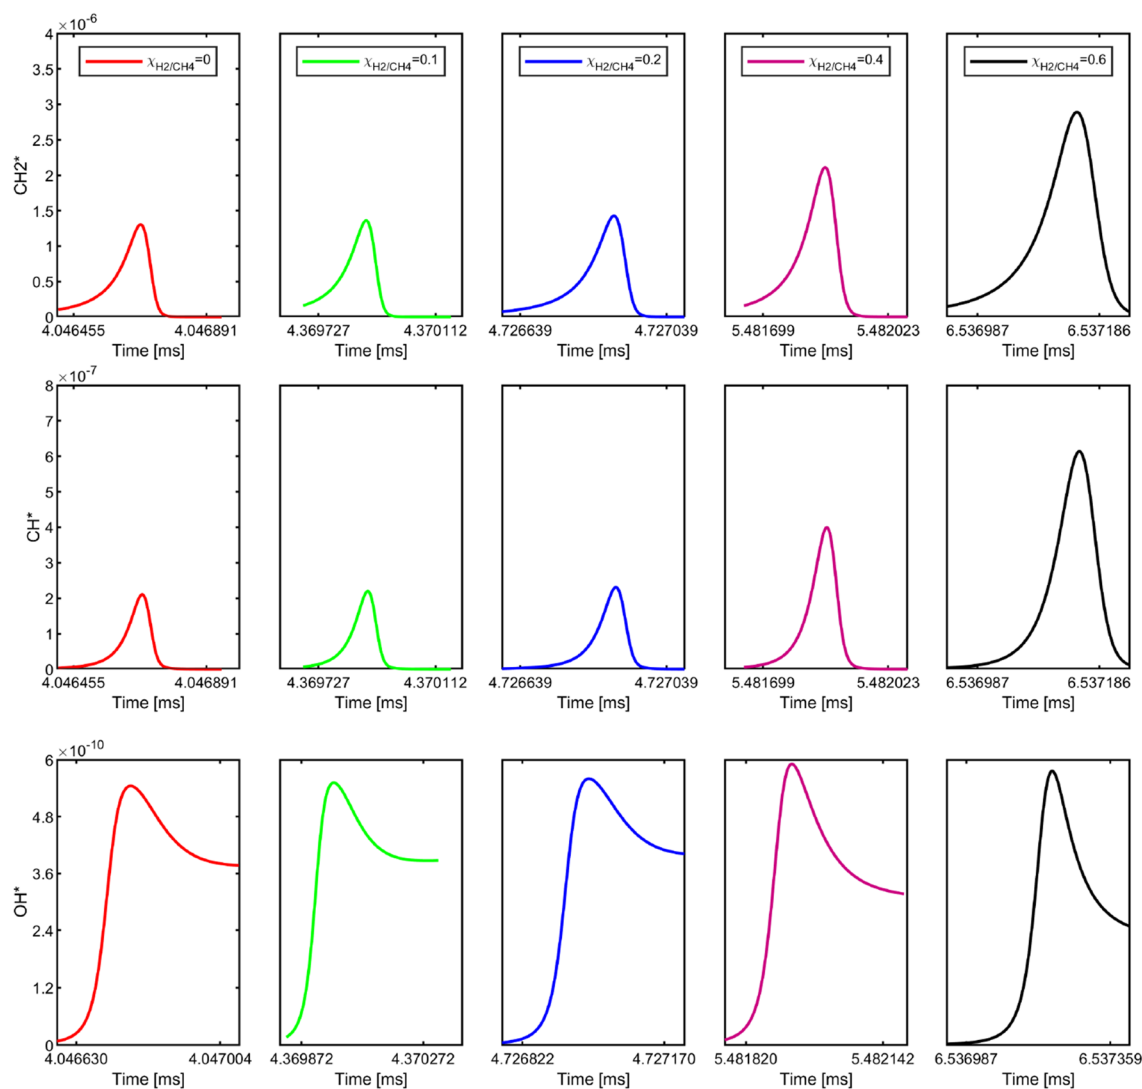 ×10-6
4
3.5
3
2.5
2
1.5
1
0.5
0
CH2*
χH2/CH4=0
χH2/CH4=0.1
χH2/CH4=0.2
χH2/CH4=0.4
χH2/CH4=0.6
4.046455 4.046891 4.369727 4.370112 4.726639 4.727039 5.481699 5.482023 6.536987 6.537186
Time [ms] Time [ms] Time [ms] Time [ms] Time [ms]
×10-7
8
7
6
5
4
3
2
1
0
CH*
4.046455 4.046891 4.369727 4.370112 4.726639 4.727039 5.481699 5.482023 6.536987 6.537186
Time [ms] Time [ms] Time [ms] Time [ms] Time [ms]
×10-10
6
4.8
3.6
2.4
1.2
0
OH*
4.046630 4.047004 4.369872 4.370272 4.726822 4.727170 5.481820 5.482142 6.536987 6.537359
Time [ms] Time [ms] Time [ms] Time [ms] Time [ms]